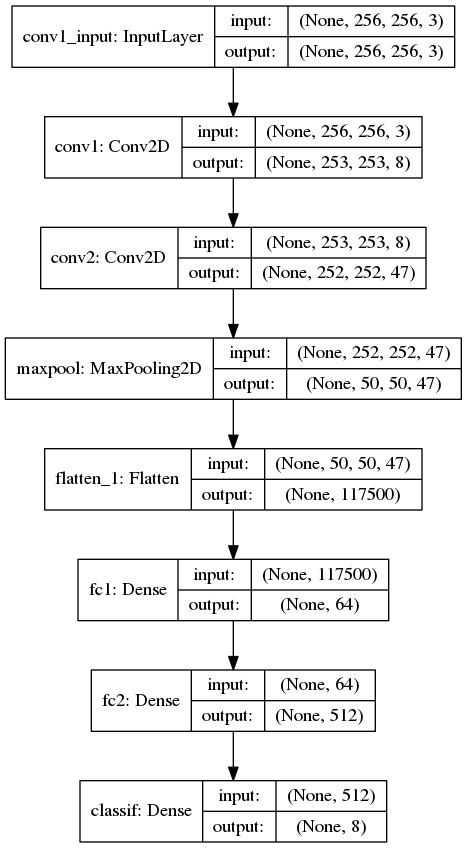 conv1_input: InputLayer
input: (None, 256, 256, 3)
output: (None, 256, 256, 3)
conv1: Conv2D
input: (None, 256, 256, 3)
output: (None, 253, 253, 8)
conv2: Conv2D
input: (None, 253, 253, 8)
output: (None, 252, 252, 47)
maxpool: MaxPooling2D
input: (None, 252, 252, 47)
output: (None, 50, 50, 47)
flatten_1: Flatten
input: (None, 50, 50, 47)
output: (None, 117500)
fc1: Dense
input: (None, 117500)
output: (None, 64)
fc2: Dense
input: (None, 64)
output: (None, 512)
classif: Dense
input: (None, 512)
output: (None, 8)